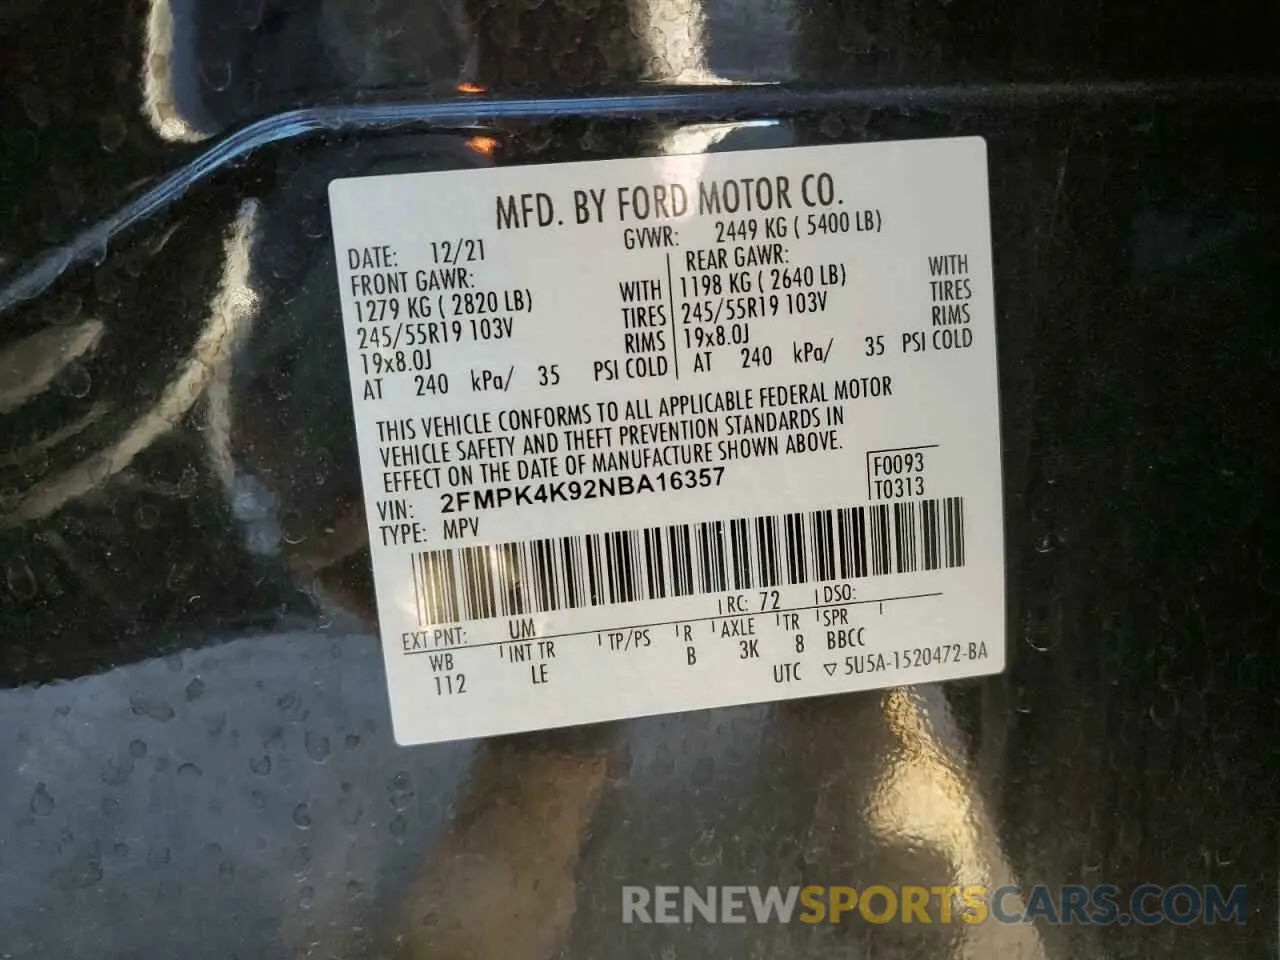 MFD. BY FORD MOTOR CO.
DATE: 12/21 GVWR: 2449 KG ( 5400 LB)
FRONT GAWR: REAR GAWR:
1279 KG ( 2820 LB) WITH 1198 KG ( 2640 LB) WITH
245/55R19 103V TIRES 245/55R19 103V TIRES
19x8.0J RIMS 19x8.0J RIMS
AT 240 kPa/ 35 PSI COLD AT 240 kPa/ 35 PSI COLD
THIS VEHICLE CONFORMS TO ALL APPLICABLE FEDERAL MOTOR
VEHICLE SAFETY AND THEFT PREVENTION STANDARDS IN
EFFECT ON THE DATE OF MANUFACTURE SHOWN ABOVE.
VIN: 2FMPK4K92NBA16357 F0093
TYPE: MPV T0313
EXT PNT: UM RC: 72 DSO:
WB INT TR TP/PS R AXLE TR SPR
112 LE B 3K 8 BBCC
UTC ▽ 5U5A-1520472-BA
RENEWSPORTSCARS.COM